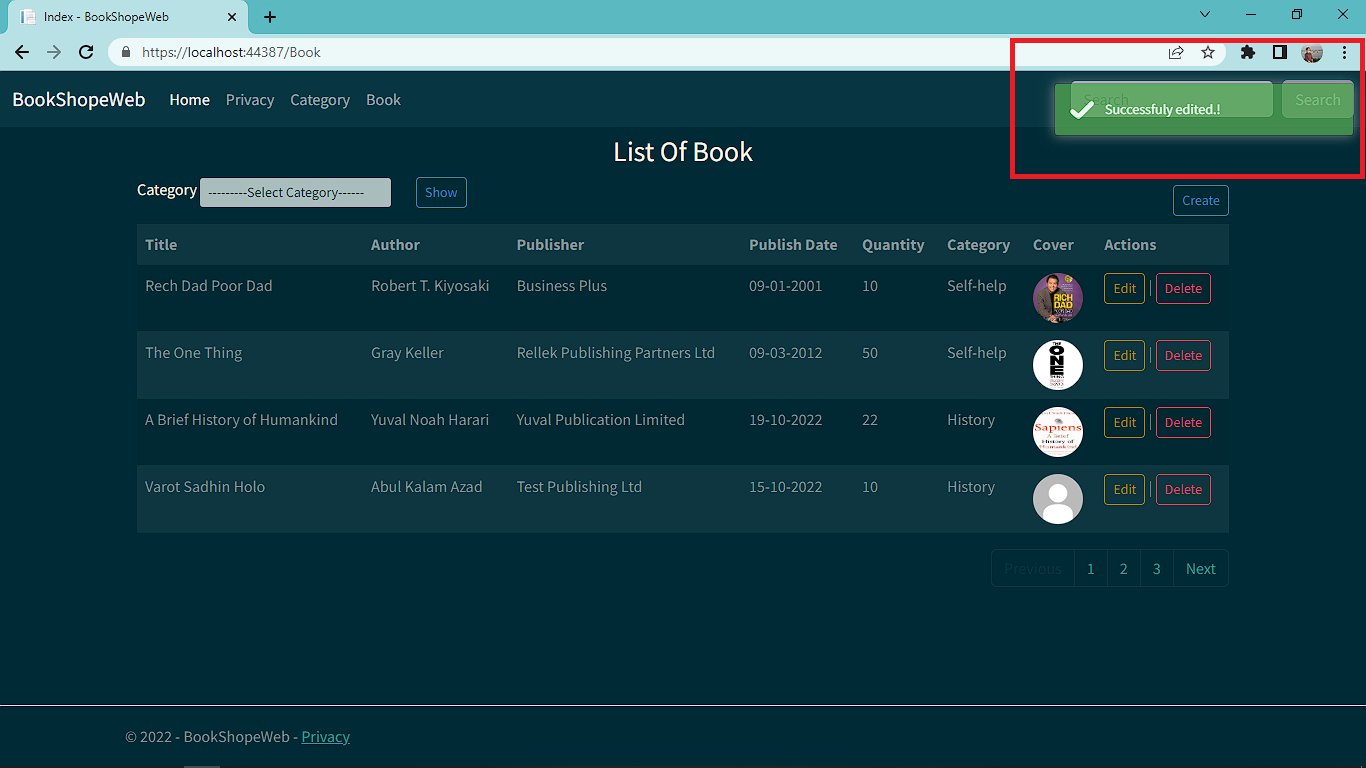 Index - BookShopeWeb
https://localhost:44387/Book
BookShopeWeb Home Privacy Category Book Search Search
Successfuly edited.!
List Of Book
Category ---------Select Category------ Show
Create
Title Author Publisher Publish Date Quantity Category Cover Actions
Rech Dad Poor Dad Robert T. Kiyosaki Business Plus 09-01-2001 10 Self-help Edit | Delete
RICH
DAD
The One Thing Gray Keller Rellek Publishing Partners Ltd 09-03-2012 50 Self-help Edit | Delete
THE
ONE
THING
A Brief History of Humankind Yuval Noah Harari Yuval Publication Limited 19-10-2022 22 History Edit | Delete
Sapiens
A Brief
History of
Humankind
Varot Sadhin Holo Abul Kalam Azad Test Publishing Ltd 15-10-2022 10 History Edit | Delete
Previous 1 2 3 Next
© 2022 - BookShopeWeb - Privacy